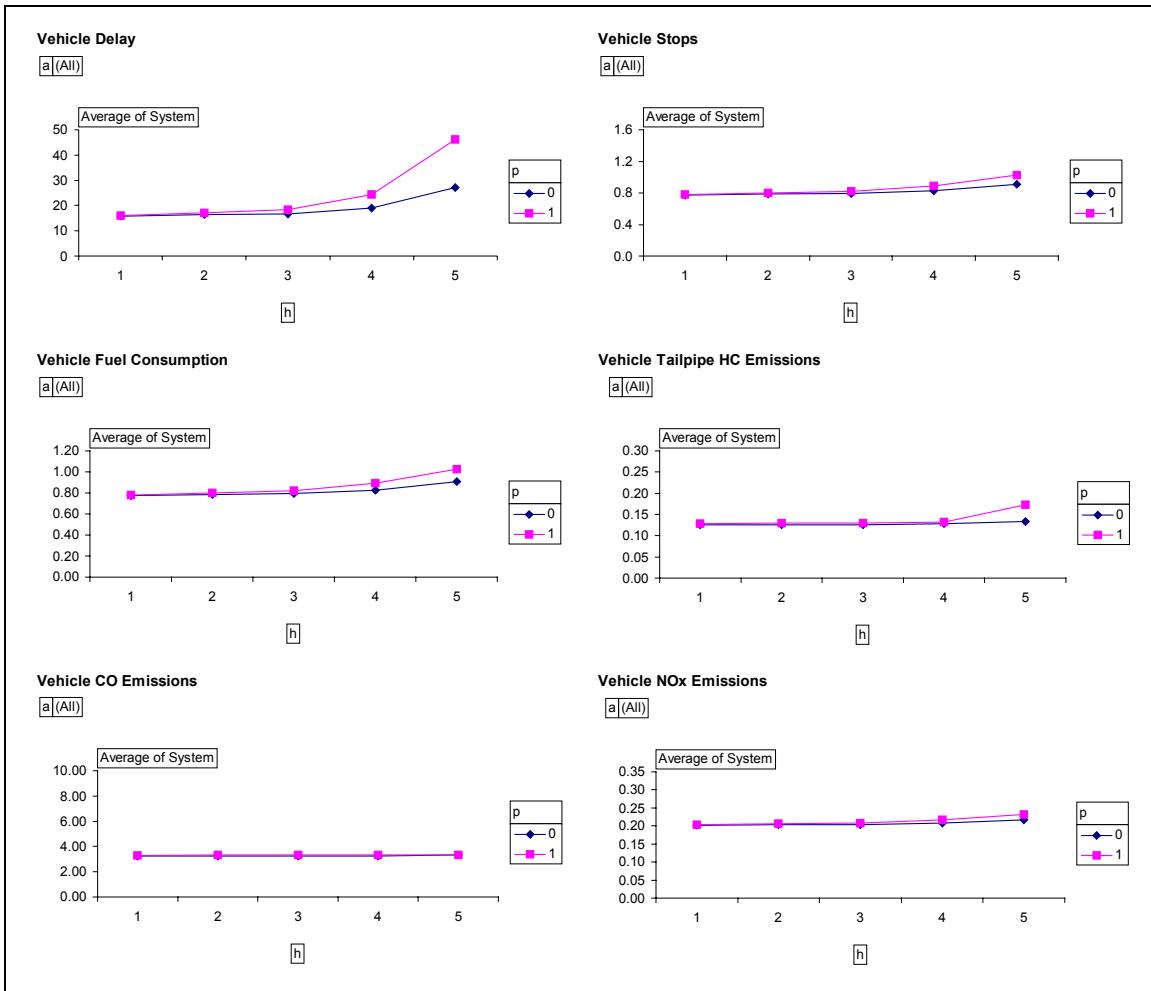 Vehicle Delay
a (All)
Average of System
50
40
30
20
10
0
1 2 3 4 5
h
p
0
1
Vehicle Stops
a (All)
Average of System
1.6
1.2
0.8
0.4
0.0
1 2 3 4 5
h
p
0
1
Vehicle Fuel Consumption
a (All)
Average of System
1.20
1.00
0.80
0.60
0.40
0.20
0.00
1 2 3 4 5
h
p
0
1
Vehicle Tailpipe HC Emissions
a (All)
Average of System
0.30
0.25
0.20
0.15
0.10
0.05
0.00
1 2 3 4 5
h
p
0
1
Vehicle CO Emissions
a (All)
Average of System
10.00
8.00
6.00
4.00
2.00
0.00
1 2 3 4 5
h
p
0
1
Vehicle NOx Emissions
a (All)
Average of System
0.35
0.30
0.25
0.20
0.15
0.10
0.05
0.00
1 2 3 4 5
h
p
0
1